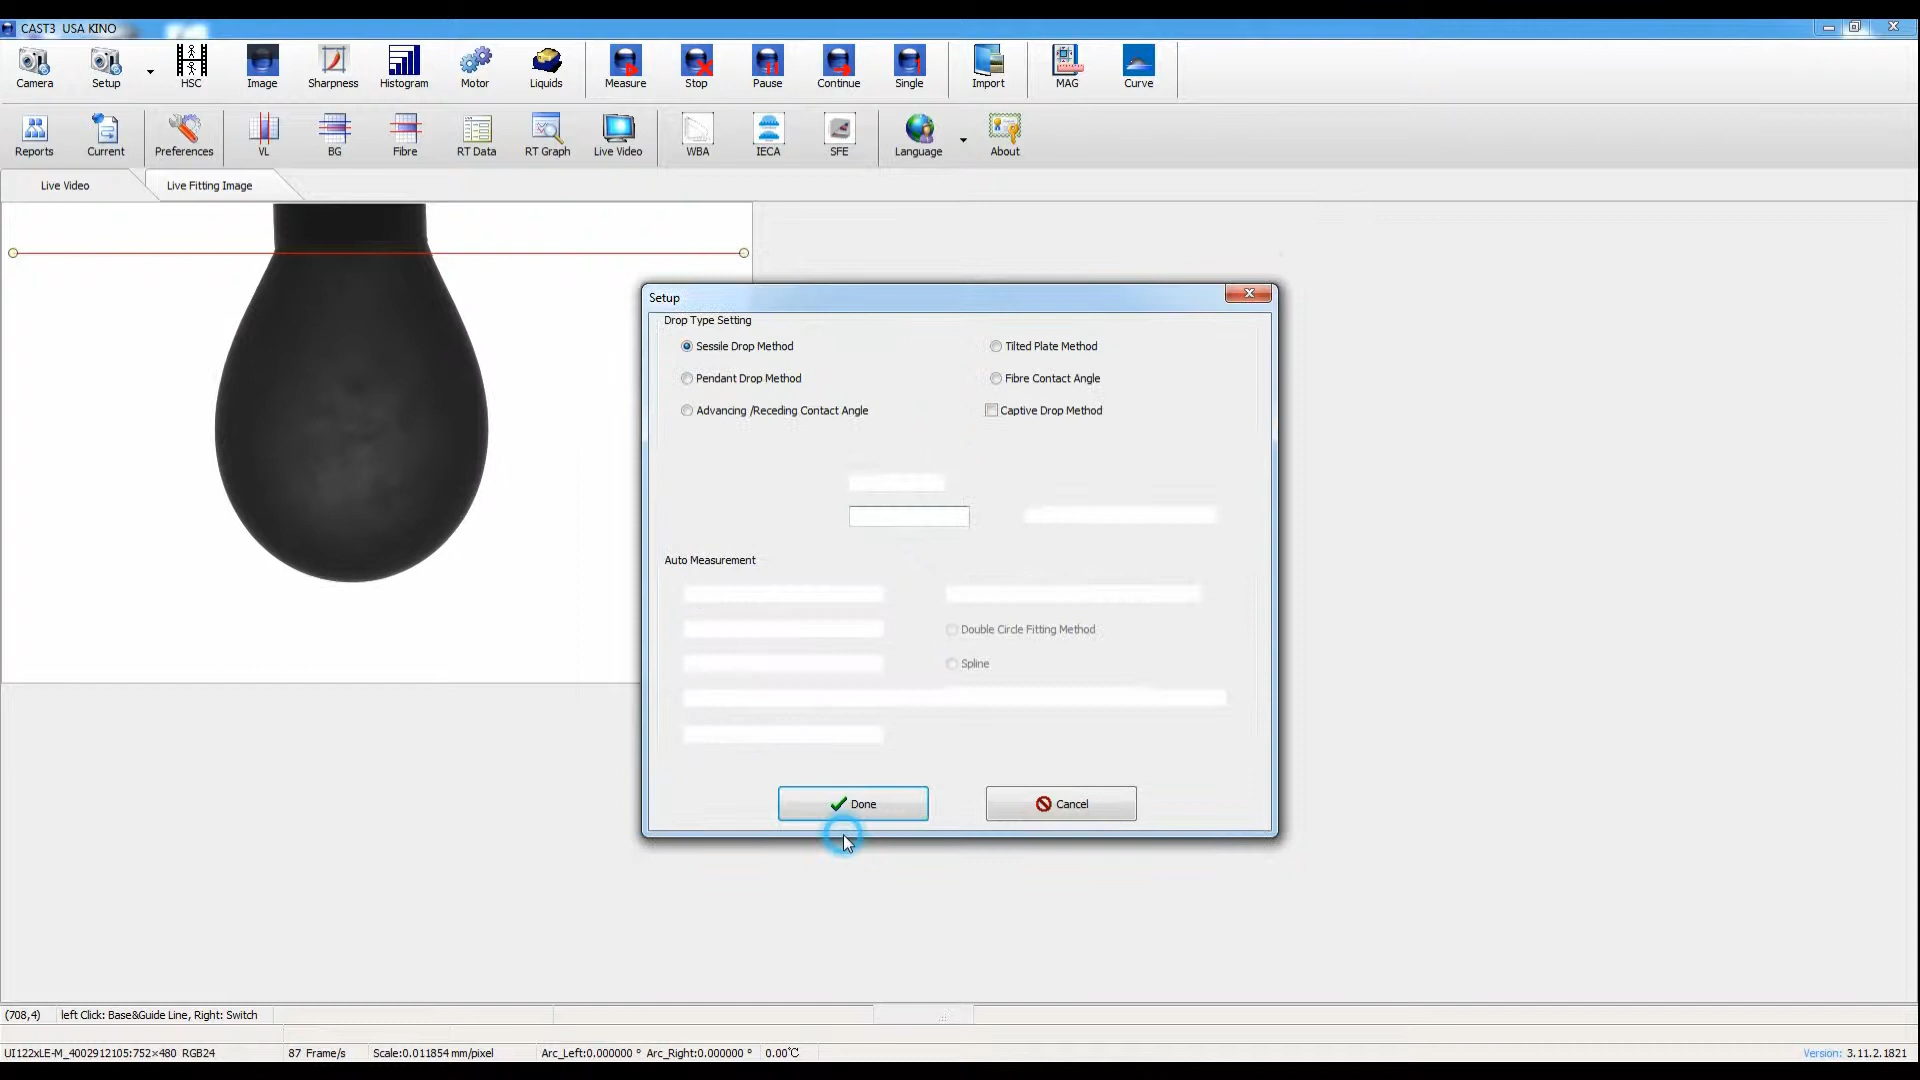 CAST3 USA KINO
Camera Setup HSC Image Sharpness Histogram Motor Liquids Measure Stop Pause Continue Single Import MAG Curve
Reports Current Preferences VL BG Fibre RT Data RT Graph Live Video WBA IECA SFE Language About
Live Video Live Fitting Image
Setup
Drop Type Setting
Sessile Drop Method Tilted Plate Method
Pendant Drop Method Fibre Contact Angle
Advancing /Receding Contact Angle Captive Drop Method
Auto Measurement
Double Circle Fitting Method
Spline
Done Cancel
(708,4) left Click: Base&Guide Line, Right: Switch
UI122xLE-M_4002912105:752×480 RGB24 87 Frame/s Scale:0.011854 mm/pixel Arc_Left:0.000000 ° Arc_Right:0.000000 ° 0.00℃ Version: 3.11.2.1821